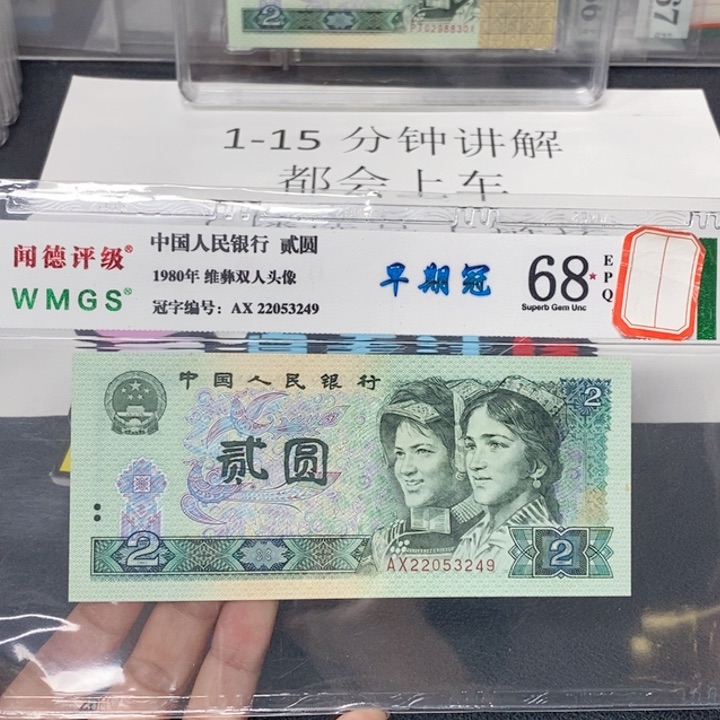 2
PJ02988301
1-15 分钟讲解
都会上车
闻德评级®
WMGS®
中国人民银行 贰圆
1980年 维彝双人头像
冠字编号: AX 22053249
早期冠
68★
EPQ
Superb Gem Unc
中国人民银行
2
贰圆
2
AX22053249
2